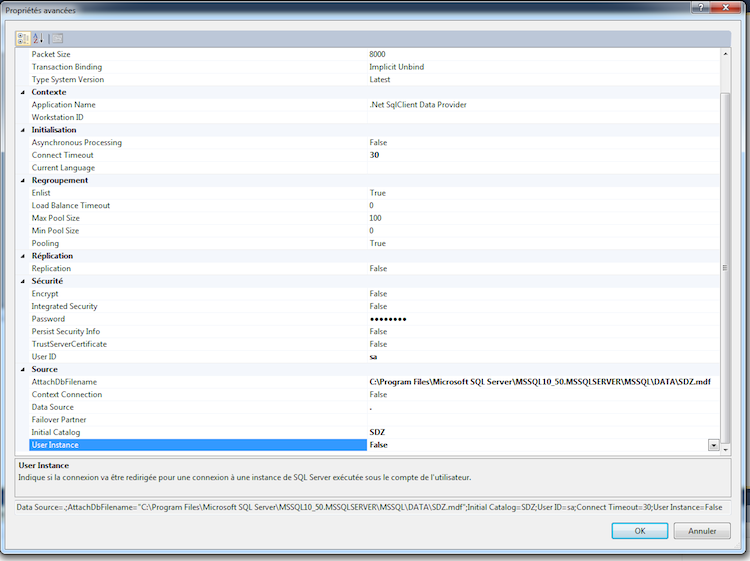 Propriétés avancées
Packet Size 8000
Transaction Binding Implicit Unbind
Type System Version Latest
Contexte
Application Name .Net SqlClient Data Provider
Workstation ID
Initialisation
Asynchronous Processing False
Connect Timeout 30
Current Language
Regroupement
Enlist True
Load Balance Timeout 0
Max Pool Size 100
Min Pool Size 0
Pooling True
Réplication
Replication False
Sécurité
Encrypt False
Integrated Security False
Password ●●●●●●●●
Persist Security Info False
TrustServerCertificate False
User ID sa
Source
AttachDbFilename C:\Program Files\Microsoft SQL Server\MSSQL10_50.MSSQLSERVER\MSSQL\DATA\SDZ.mdf
Context Connection False
Data Source .
Failover Partner
Initial Catalog SDZ
User Instance False
User Instance
Indique si la connexion va être redirigée pour une connexion à une instance de SQL Server exécutée sous le compte de l'utilisateur.
Data Source=.;AttachDbFilename="C:\Program Files\Microsoft SQL Server\MSSQL10_50.MSSQLSERVER\MSSQL\DATA\SDZ.mdf";Initial Catalog=SDZ;User ID=sa;Connect Timeout=30;User Instance=False
OK Annuler